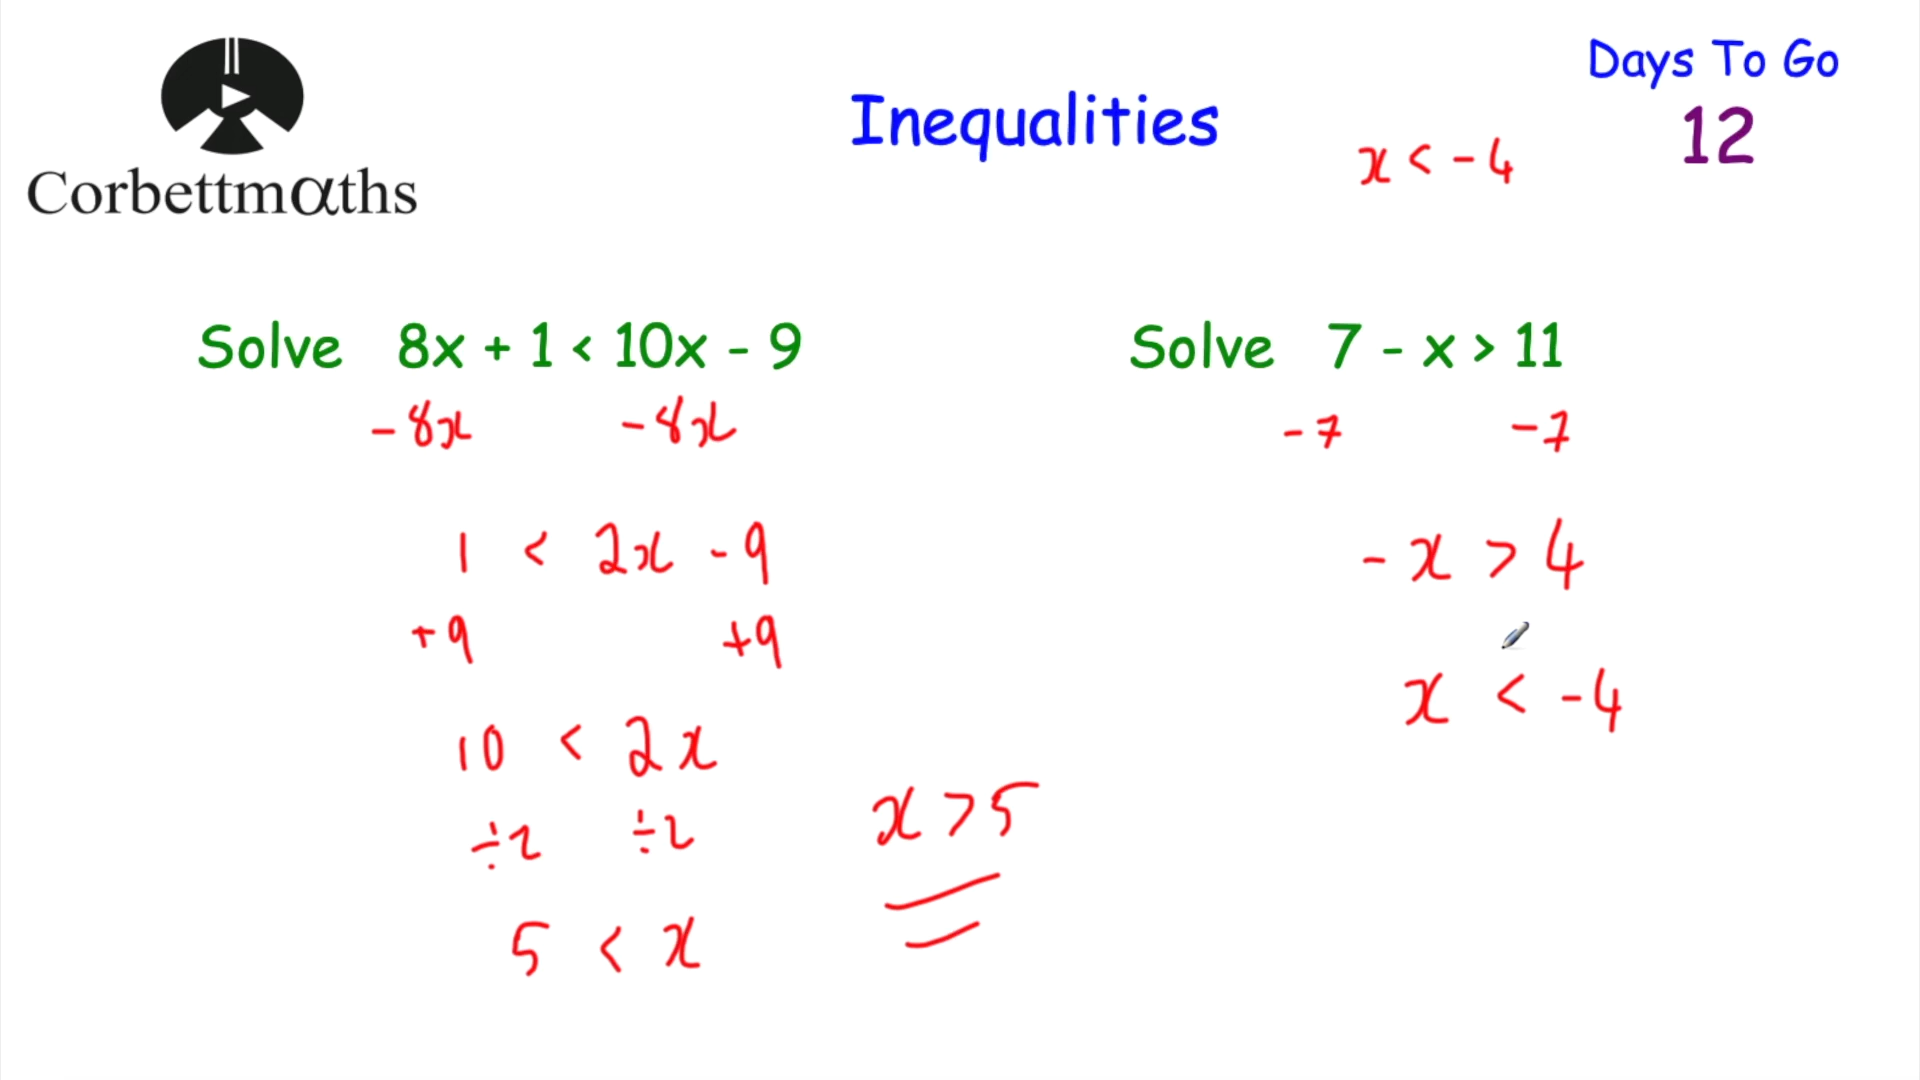 Days To Go
12
Inequalities
x < -4
Corbettmαths
Solve 8x + 1 < 10x - 9
-8x -8x
1 < 2x - 9
+9 +9
10 < 2x
÷2 ÷2
5 < x
x > 5
Solve 7 - x > 11
-7 -7
-x > 4
x < -4